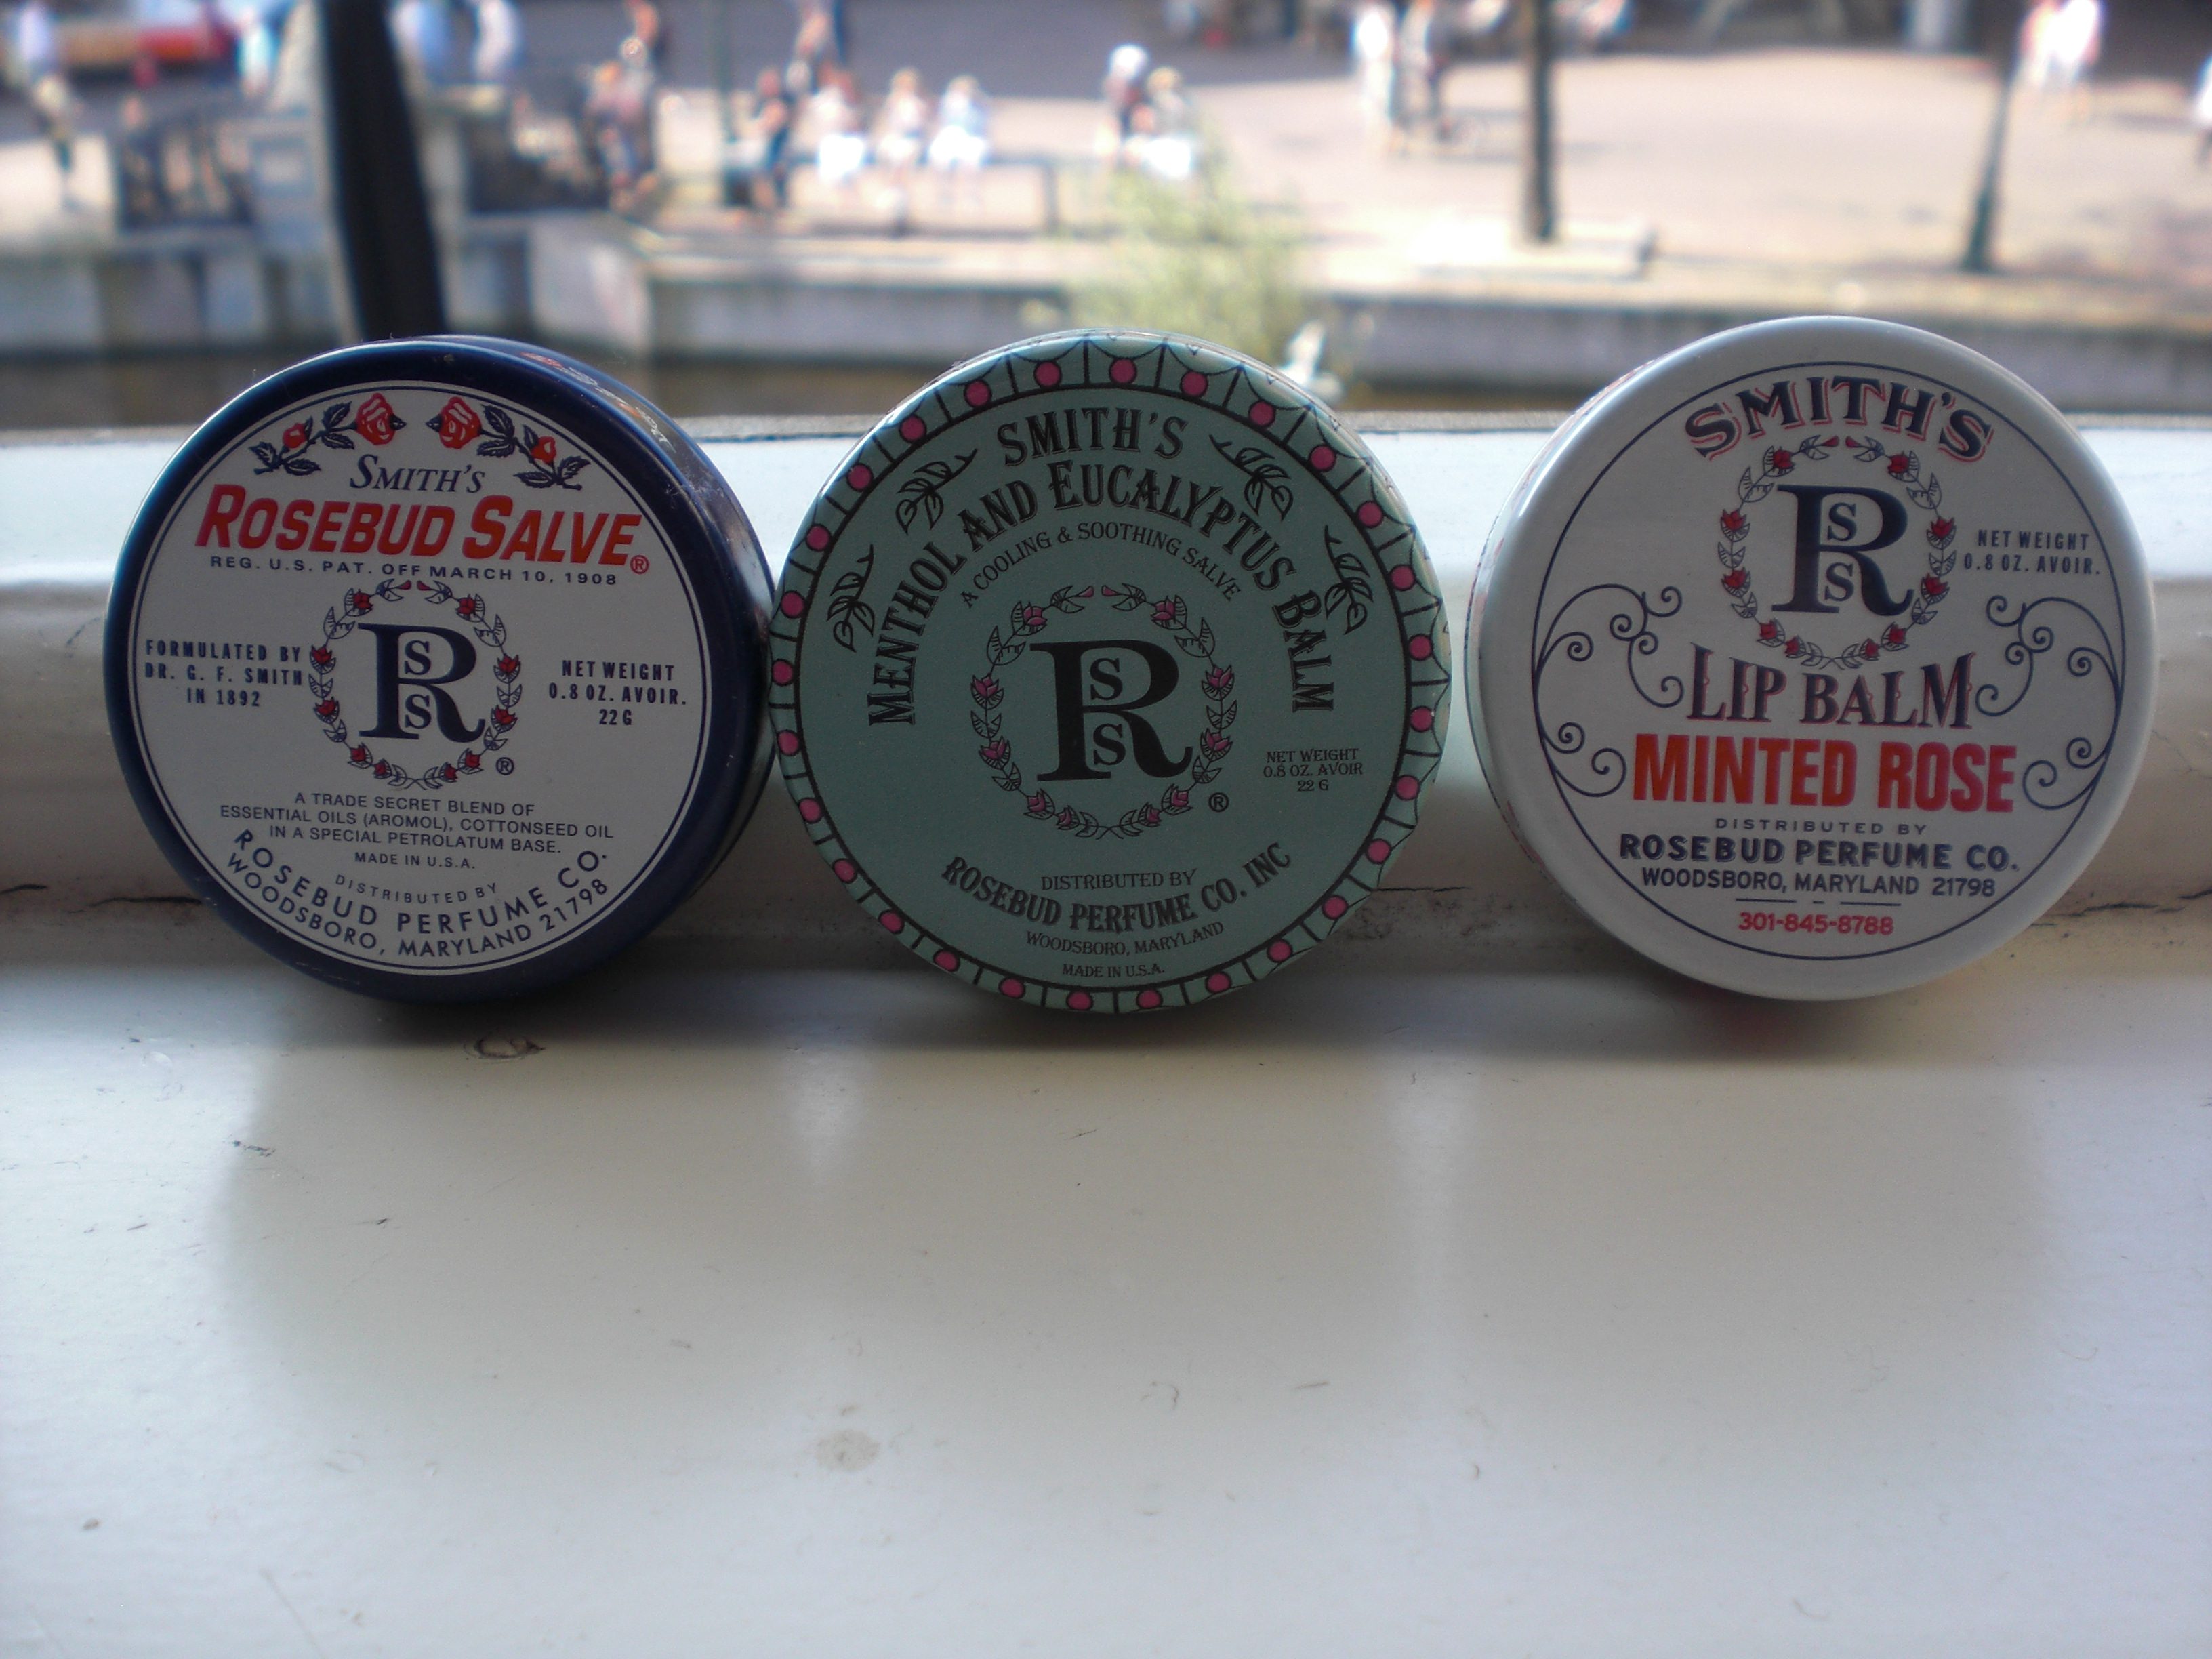 SMITH'S
ROSEBUD SALVE®
REG. U.S. PAT. OFF MARCH 10, 1908
FORMULATED BY
DR. G. F. SMITH
IN 1892
RSS
®
NET WEIGHT
0.8 OZ. AVOIR.
22 G
A TRADE SECRET BLEND OF
ESSENTIAL OILS (AROMOL), COTTONSEED OIL
IN A SPECIAL PETROLATUM BASE.
MADE IN U.S.A.
DISTRIBUTED BY
ROSEBUD PERFUME CO.
WOODSBORO, MARYLAND 21798
SMITH'S
MENTHOL AND EUCALYPTUS BALM
A COOLING & SOOTHING SALVE
RSS
®
NET WEIGHT
0.8 OZ. AVOIR
22 G
DISTRIBUTED BY
ROSEBUD PERFUME CO. INC
WOODSBORO, MARYLAND
MADE IN U.S.A.
SMITH'S
RSS
NET WEIGHT
0.8 OZ. AVOIR.
LIP BALM
MINTED ROSE
DISTRIBUTED BY
ROSEBUD PERFUME CO.
WOODSBORO, MARYLAND 21798
301-845-8788